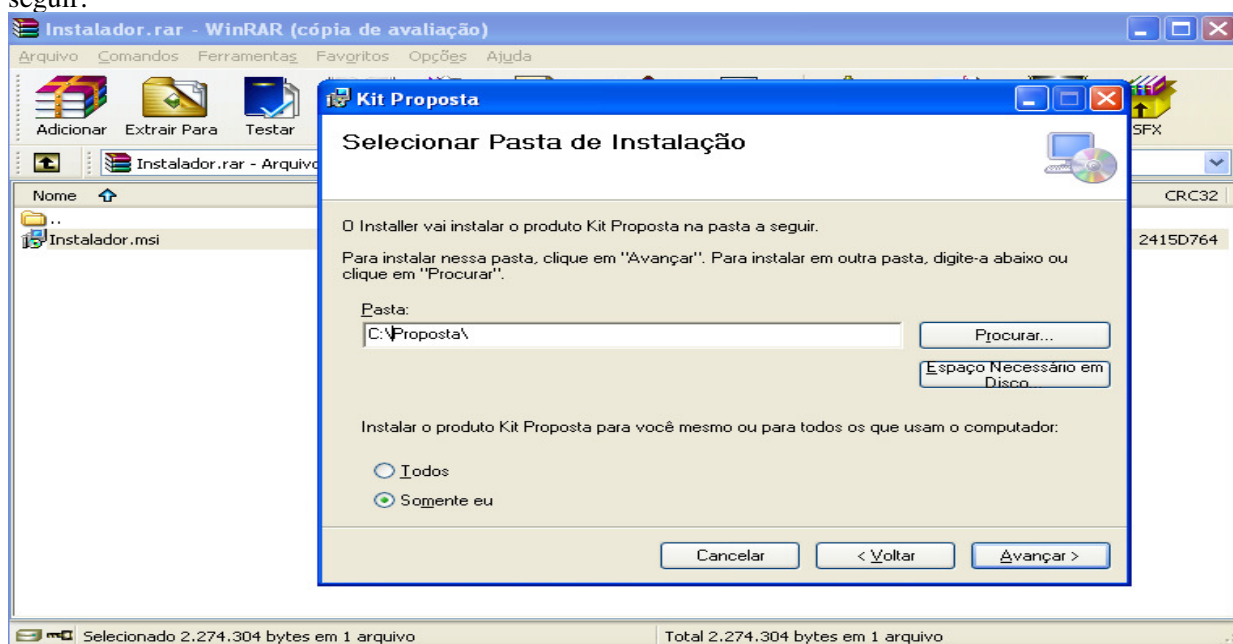 seguir:
Instalador.rar - WinRAR (cópia de avaliação)
Arquivo Comandos Ferramentas Favoritos Opções Ajuda
Adicionar Extrair Para Testar
SFX
Instalador.rar - Arquivo
Nome
CRC32
..
Instalador.msi
2415D764
Kit Proposta
Selecionar Pasta de Instalação
O Installer vai instalar o produto Kit Proposta na pasta a seguir.
Para instalar nessa pasta, clique em "Avançar". Para instalar em outra pasta, digite-a abaixo ou
clique em "Procurar".
Pasta:
C:\Proposta\
Procurar...
Espaço Necessário em
Disco...
Instalar o produto Kit Proposta para você mesmo ou para todos os que usam o computador:
Todos
Somente eu
Cancelar < Voltar Avançar >
Selecionado 2.274.304 bytes em 1 arquivo Total 2.274.304 bytes em 1 arquivo